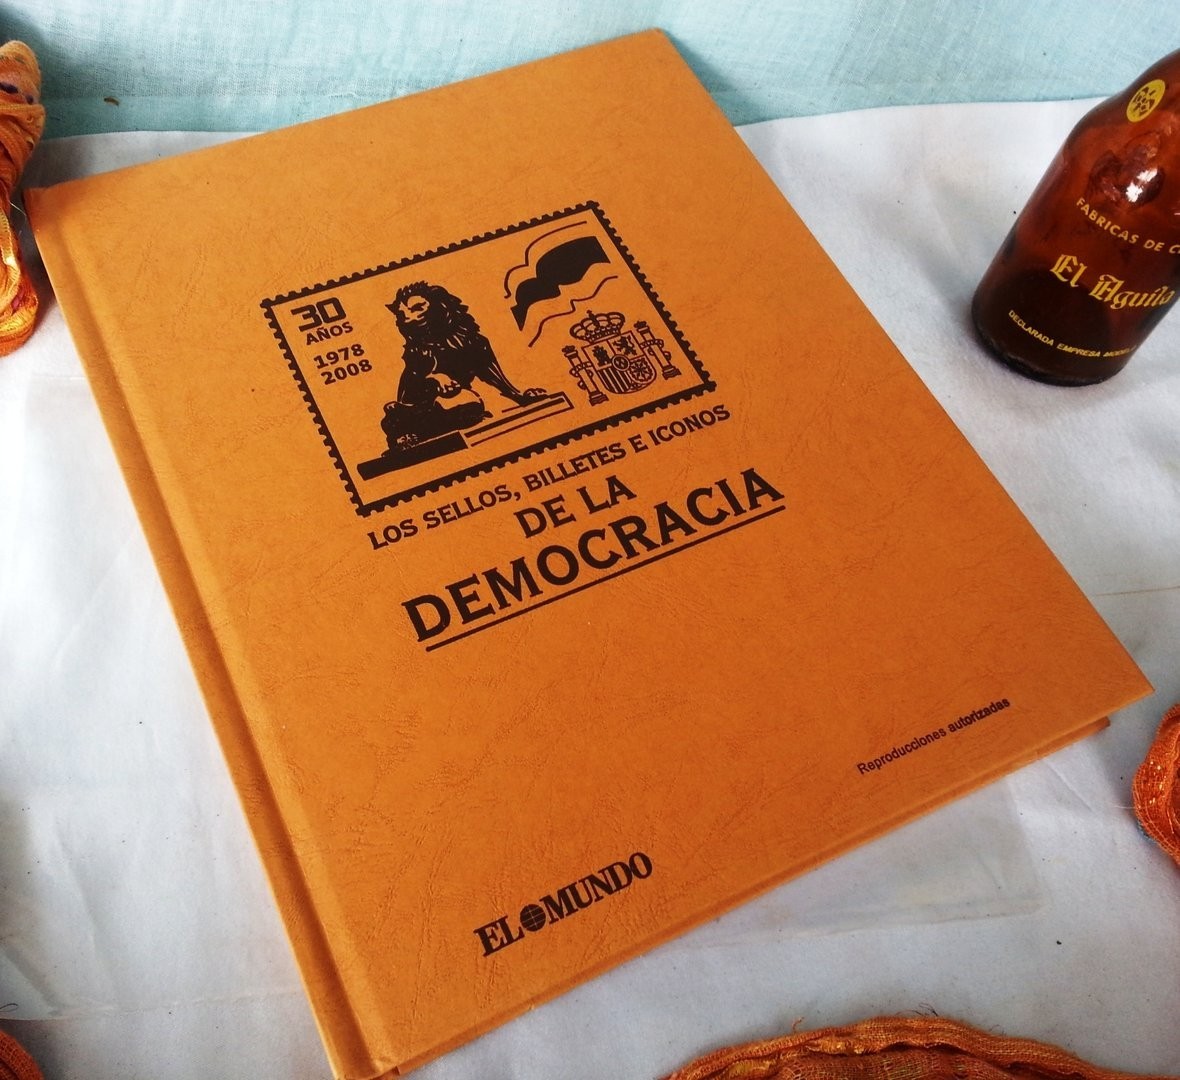 30
AÑOS
1978
2008
LOS SELLOS, BILLETES E ICONOS
DE LA
DEMOCRACIA
Reproducciones autorizadas
EL MUNDO
FABRICAS DE
El Aguila
DECLARADA EMPRESA